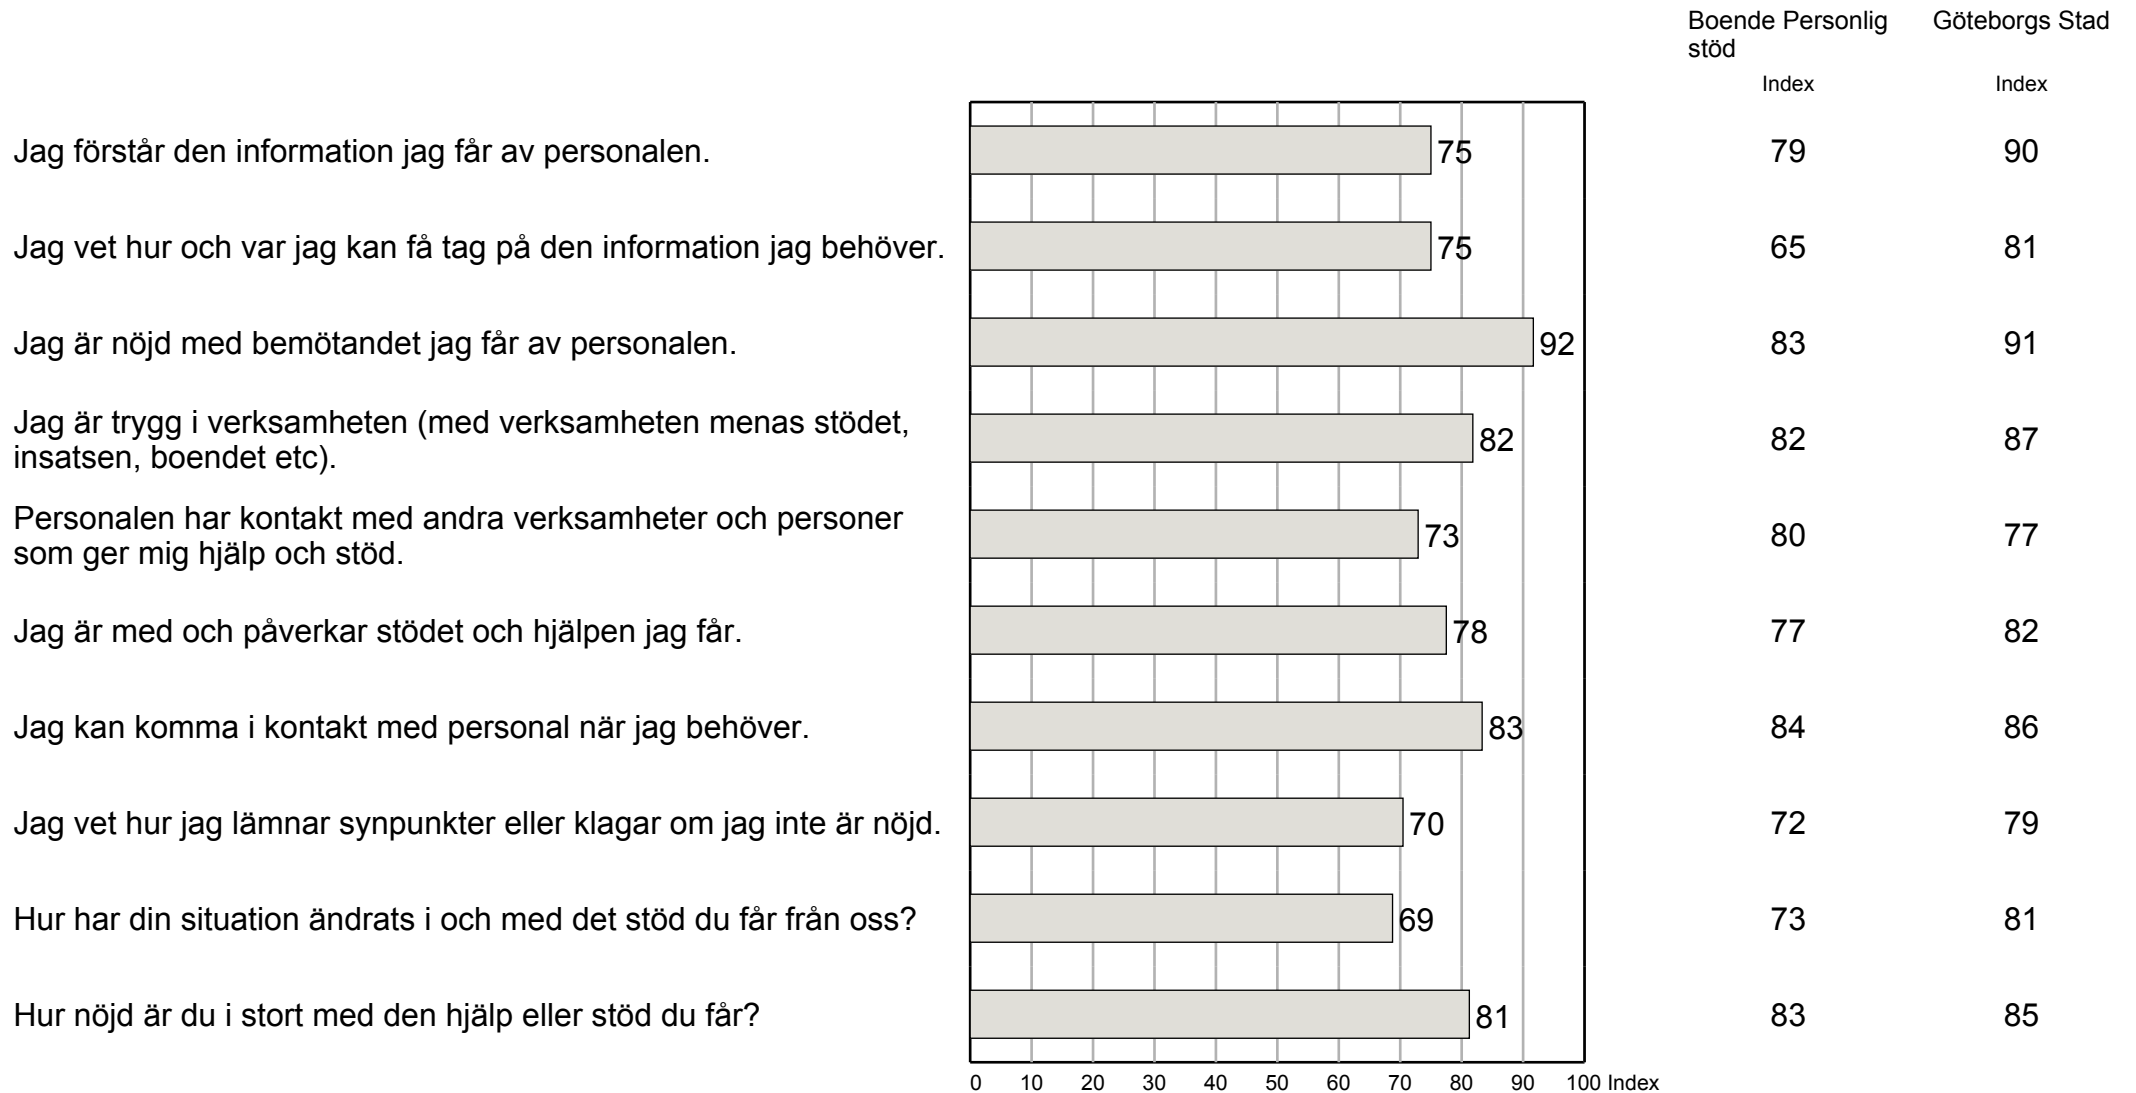 Boende Personlig Göteborgs Stad
stöd
Index Index
Jag förstår den information jag får av personalen. 75 79 90
Jag vet hur och var jag kan få tag på den information jag behöver. 75 65 81
Jag är nöjd med bemötandet jag får av personalen. 92 83 91
Jag är trygg i verksamheten (med verksamheten menas stödet,
insatsen, boendet etc). 82 82 87
Personalen har kontakt med andra verksamheter och personer
som ger mig hjälp och stöd. 73 80 77
Jag är med och påverkar stödet och hjälpen jag får. 78 77 82
Jag kan komma i kontakt med personal när jag behöver. 83 84 86
Jag vet hur jag lämnar synpunkter eller klagar om jag inte är nöjd. 70 72 79
Hur har din situation ändrats i och med det stöd du får från oss? 69 73 81
Hur nöjd är du i stort med den hjälp eller stöd du får? 81 83 85
0 10 20 30 40 50 60 70 80 90 100 Index